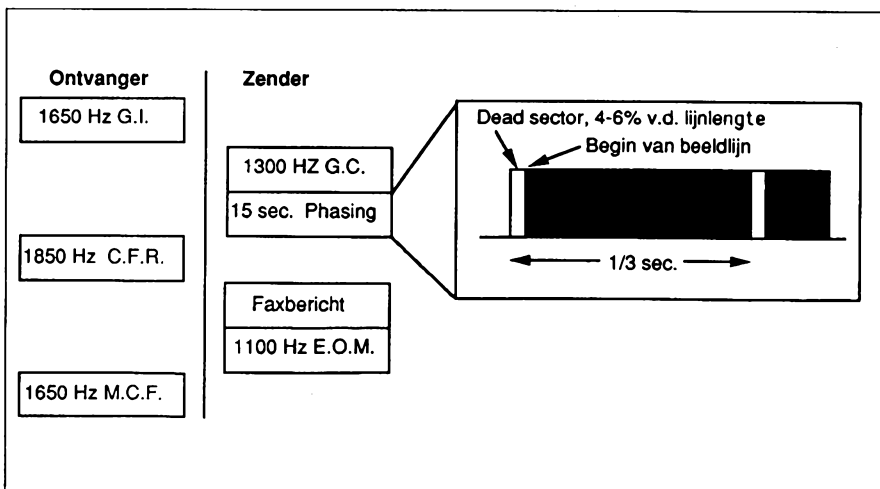 Ontvanger
Zender
1650 Hz G.I.
1300 HZ G.C.
15 sec. Phasing
1850 Hz C.F.R.
Faxbericht
1100 Hz E.O.M.
1650 Hz M.C.F.
Dead sector, 4-6% v.d. lijnlengte
Begin van beeldlijn
1/3 sec.